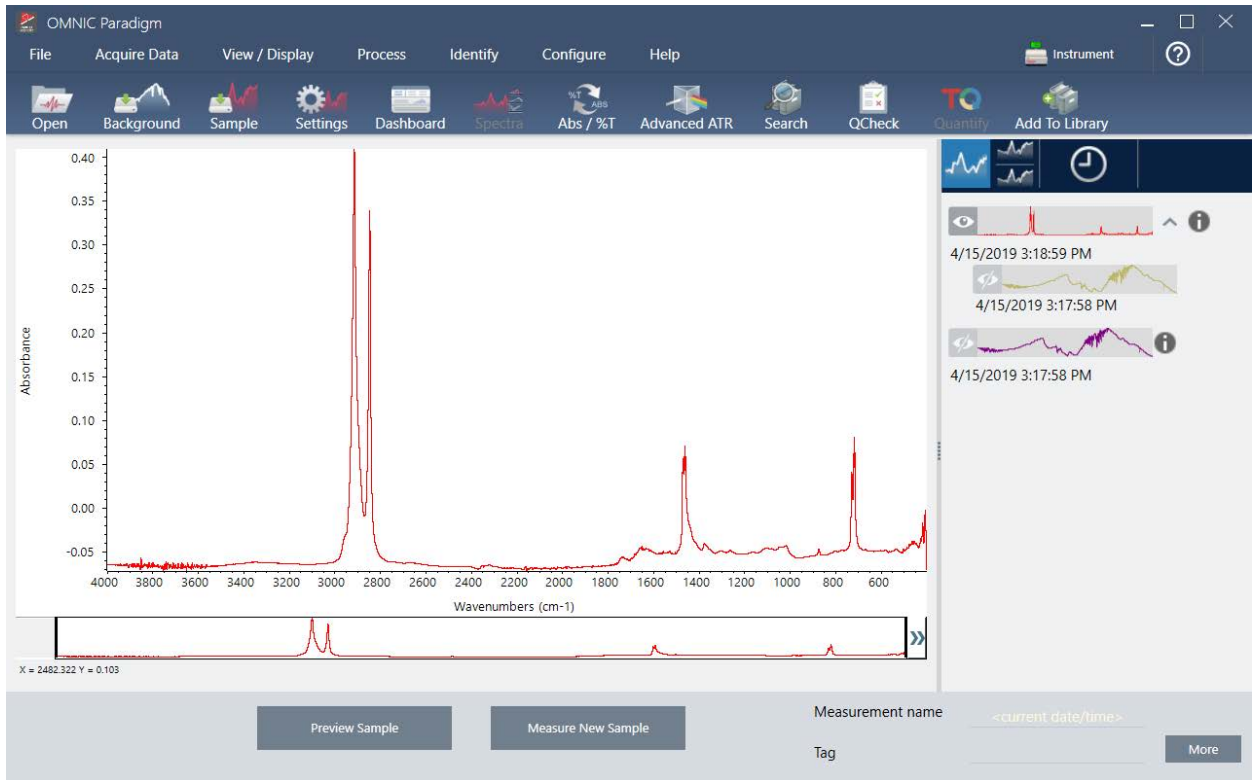 OMNIC Paradigm
File Acquire Data View / Display Process Identify Configure Help Instrument ?
%T ABS TQ
Open Background Sample Settings Dashboard Spectra Abs / %T Advanced ATR Search QCheck Quantify Add To Library
0.40
0.35
0.30
0.25
0.20
0.15
0.10
0.05
0.00
-0.05
Absorbance
4000 3800 3600 3400 3200 3000 2800 2600 2400 2200 2000 1800 1600 1400 1200 1000 800 600
Wavenumbers (cm-1)
X = 2482.322 Y = 0.103
4/15/2019 3:18:59 PM
4/15/2019 3:17:58 PM
4/15/2019 3:17:58 PM
Preview Sample Measure New Sample
Measurement name <current date/time>
Tag
More